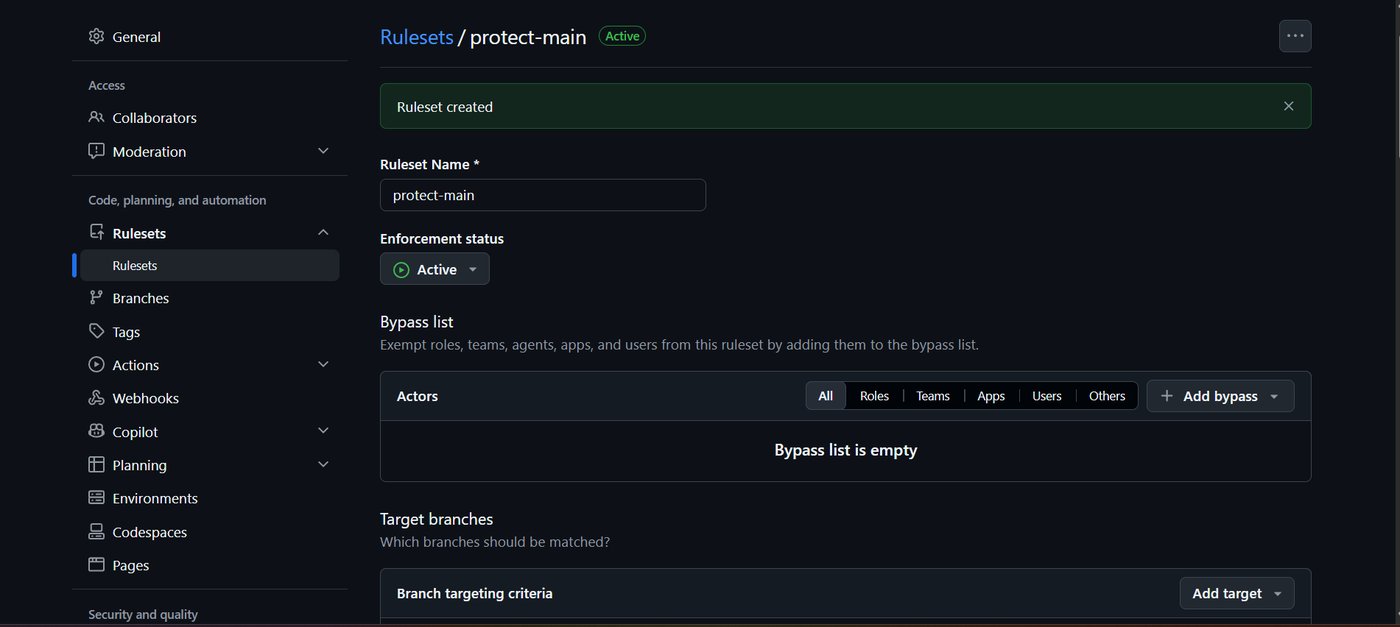 General
Access
Collaborators
Moderation
Code, planning, and automation
Rulesets
Rulesets
Branches
Tags
Actions
Webhooks
Copilot
Planning
Environments
Codespaces
Pages
Security and quality
Rulesets / protect-main Active
Ruleset created
Ruleset Name *
protect-main
Enforcement status
Active
Bypass list
Exempt roles, teams, agents, apps, and users from this ruleset by adding them to the bypass list.
Actors All Roles Teams Apps Users Others Add bypass
Bypass list is empty
Target branches
Which branches should be matched?
Branch targeting criteria Add target